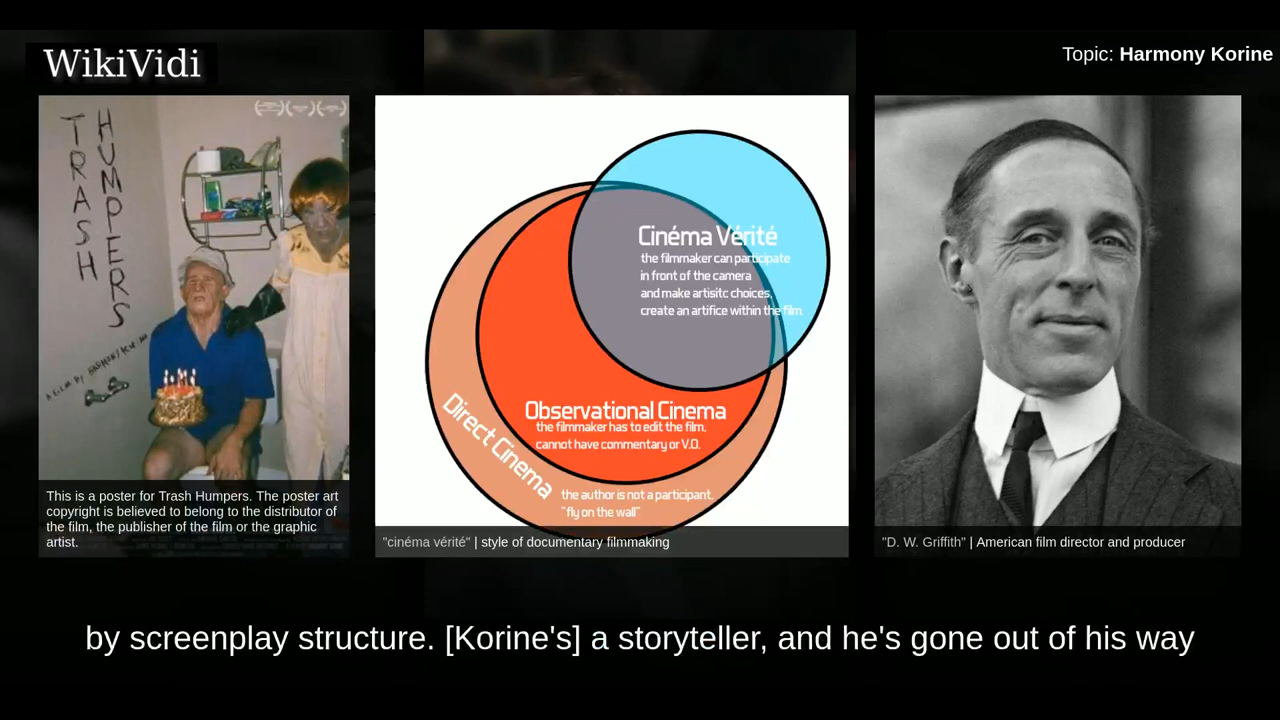 WikiVidi
Topic: Harmony Korine
TRASH
HUMPERS
A FILM BY HARMONY KORINE
Cinéma Vérité
the filmmaker can participate
in front of the camera
and make artisitc choices,
create an artifice within the film.
Observational Cinema
the filmmaker has to edit the film,
cannot have commentary or V.O.
Direct Cinema
the author is not a participant,
"fly on the wall"
This is a poster for Trash Humpers. The poster art
copyright is believed to belong to the distributor of
the film, the publisher of the film or the graphic
artist.
"cinéma vérité" | style of documentary filmmaking
"D. W. Griffith" | American film director and producer
by screenplay structure. [Korine's] a storyteller, and he's gone out of his way